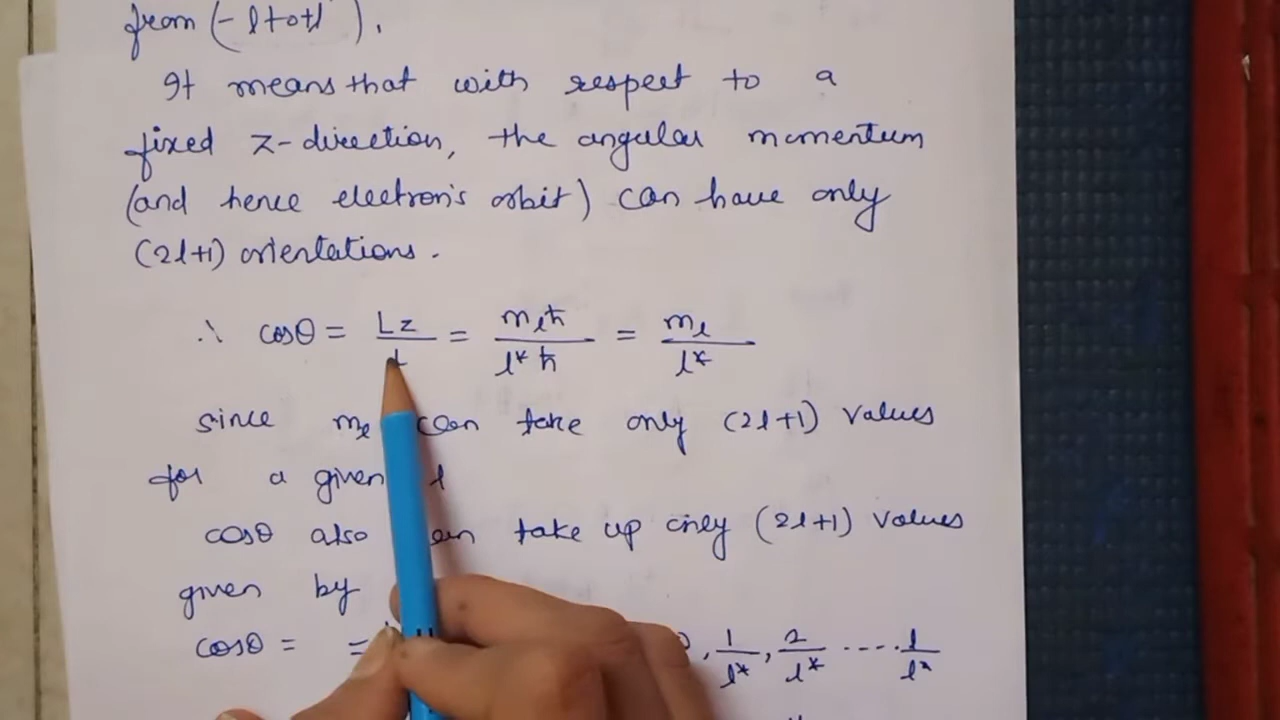 from (-l to +l).
It means that with respect to a
fixed z-direction, the angular momentum
(and hence electron's orbit) can have only
(2l+1) orientations.
∴ cosθ = Lz/L = mₗħ/l*ħ = mₗ/l*
since mₗ can take only (2l+1) values
for a given l
cosθ also can take up only (2l+1) values
given by
cosθ = , 1/l*, 2/l* ---- l/l*